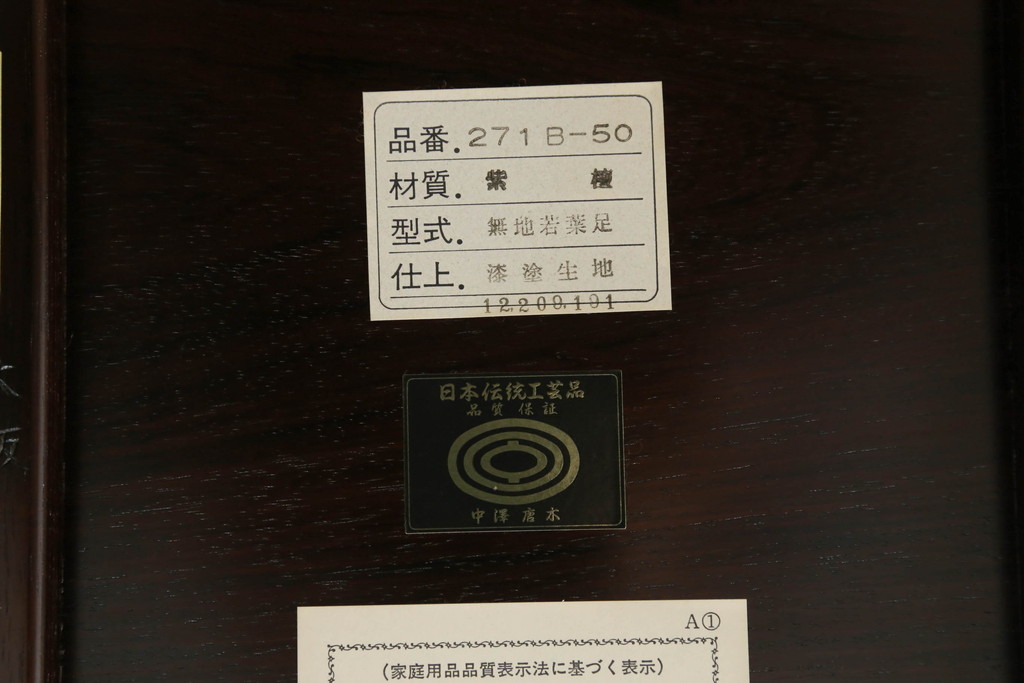 品番. 271B-50
材質. 紫檀
型式. 無地若葉足
仕上. 漆塗生地
12.209.191
日本伝統工芸品
品質保証
中澤唐木
A①
(家庭用品品質表示法に基づく表示)